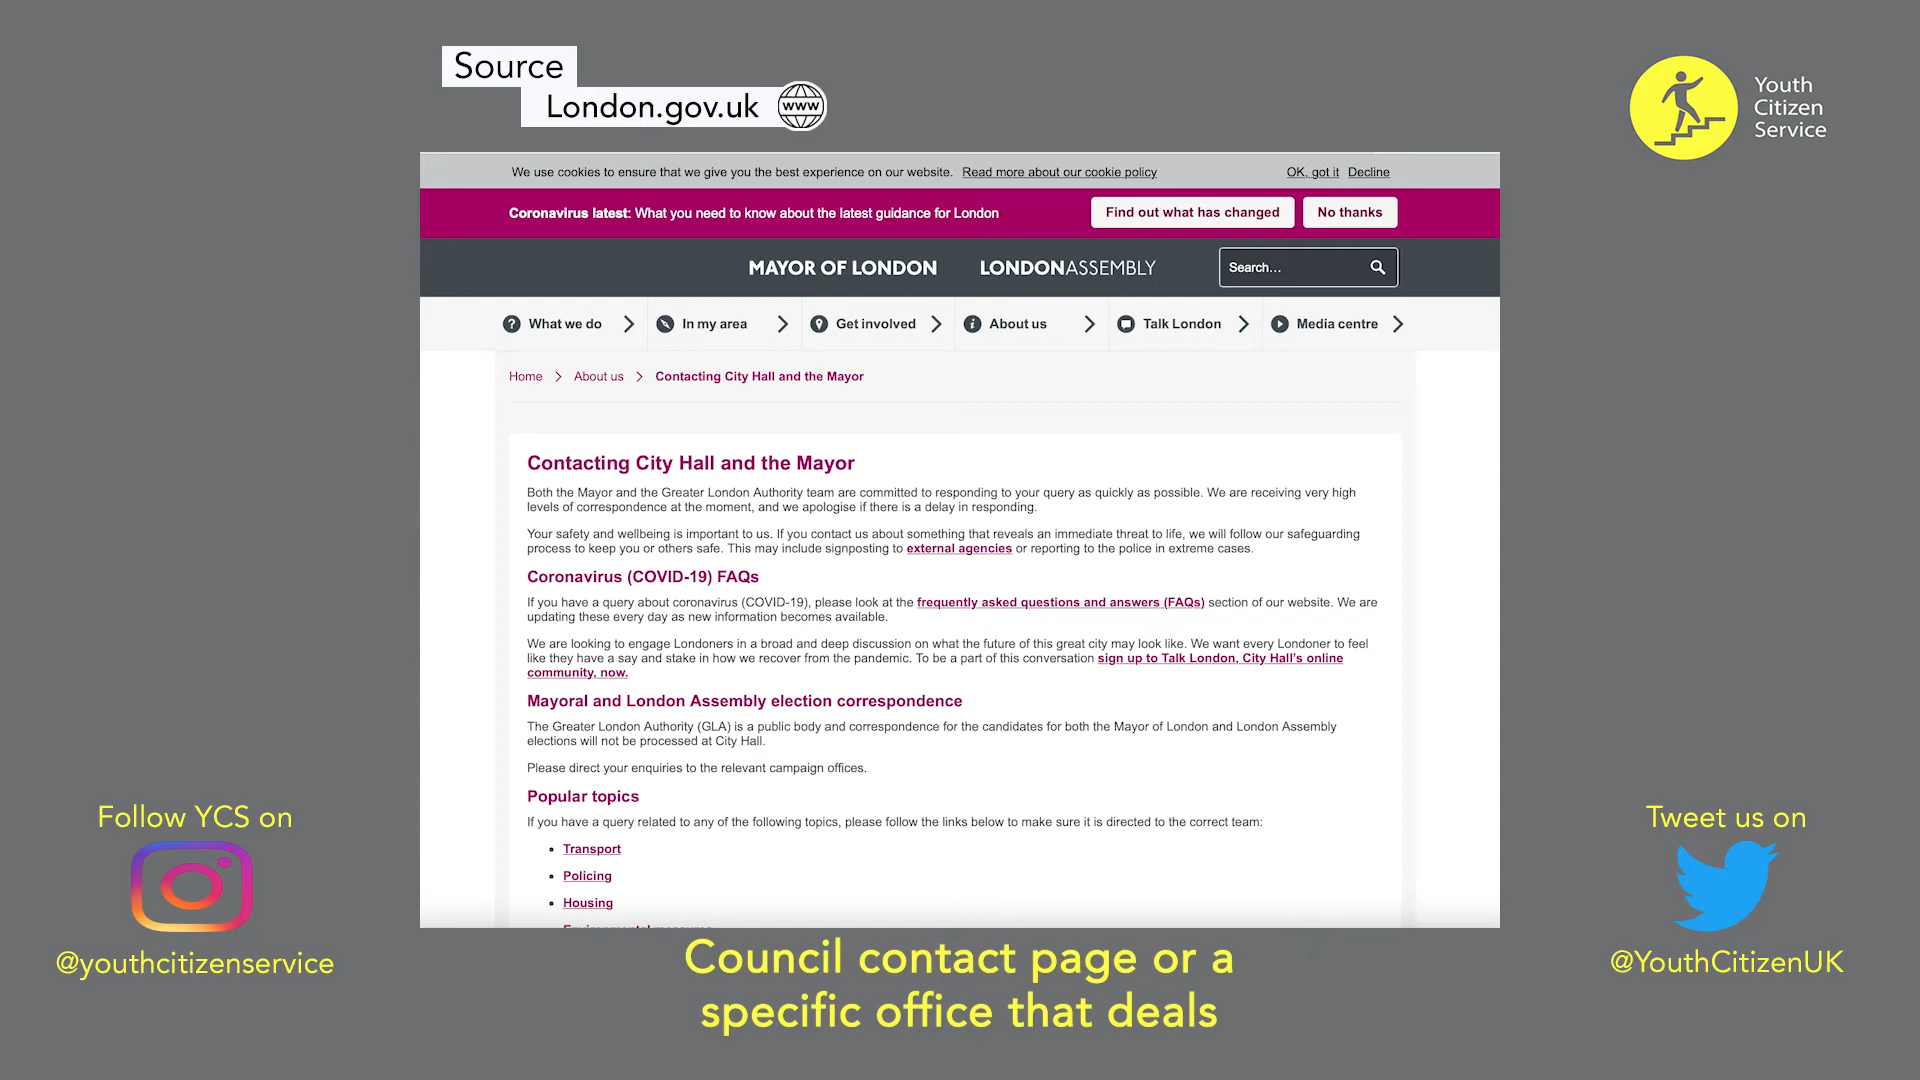 Source
London.gov.uk
www
Youth
Citizen
Service
We use cookies to ensure that we give you the best experience on our website. Read more about our cookie policy OK, got it Decline
Coronavirus latest: What you need to know about the latest guidance for London Find out what has changed No thanks
MAYOR OF LONDON LONDONASSEMBLY Search...
What we do In my area Get involved About us Talk London Media centre
Home > About us > Contacting City Hall and the Mayor
Contacting City Hall and the Mayor
Both the Mayor and the Greater London Authority team are committed to responding to your query as quickly as possible. We are receiving very high
levels of correspondence at the moment, and we apologise if there is a delay in responding.
Your safety and wellbeing is important to us. If you contact us about something that reveals an immediate threat to life, we will follow our safeguarding
process to keep you or others safe. This may include signposting to external agencies or reporting to the police in extreme cases.
Coronavirus (COVID-19) FAQs
If you have a query about coronavirus (COVID-19), please look at the frequently asked questions and answers (FAQs) section of our website. We are
updating these every day as new information becomes available.
We are looking to engage Londoners in a broad and deep discussion on what the future of this great city may look like. We want every Londoner to feel
like they have a say and stake in how we recover from the pandemic. To be a part of this conversation sign up to Talk London, City Hall's online
community, now.
Mayoral and London Assembly election correspondence
The Greater London Authority (GLA) is a public body and correspondence for the candidates for both the Mayor of London and London Assembly
elections will not be processed at City Hall.
Please direct your enquiries to the relevant campaign offices.
Popular topics
If you have a query related to any of the following topics, please follow the links below to make sure it is directed to the correct team:
• Transport
• Policing
• Housing
Follow YCS on
@youthcitizenservice
Tweet us on
@YouthCitizenUK
Council contact page or a
specific office that deals